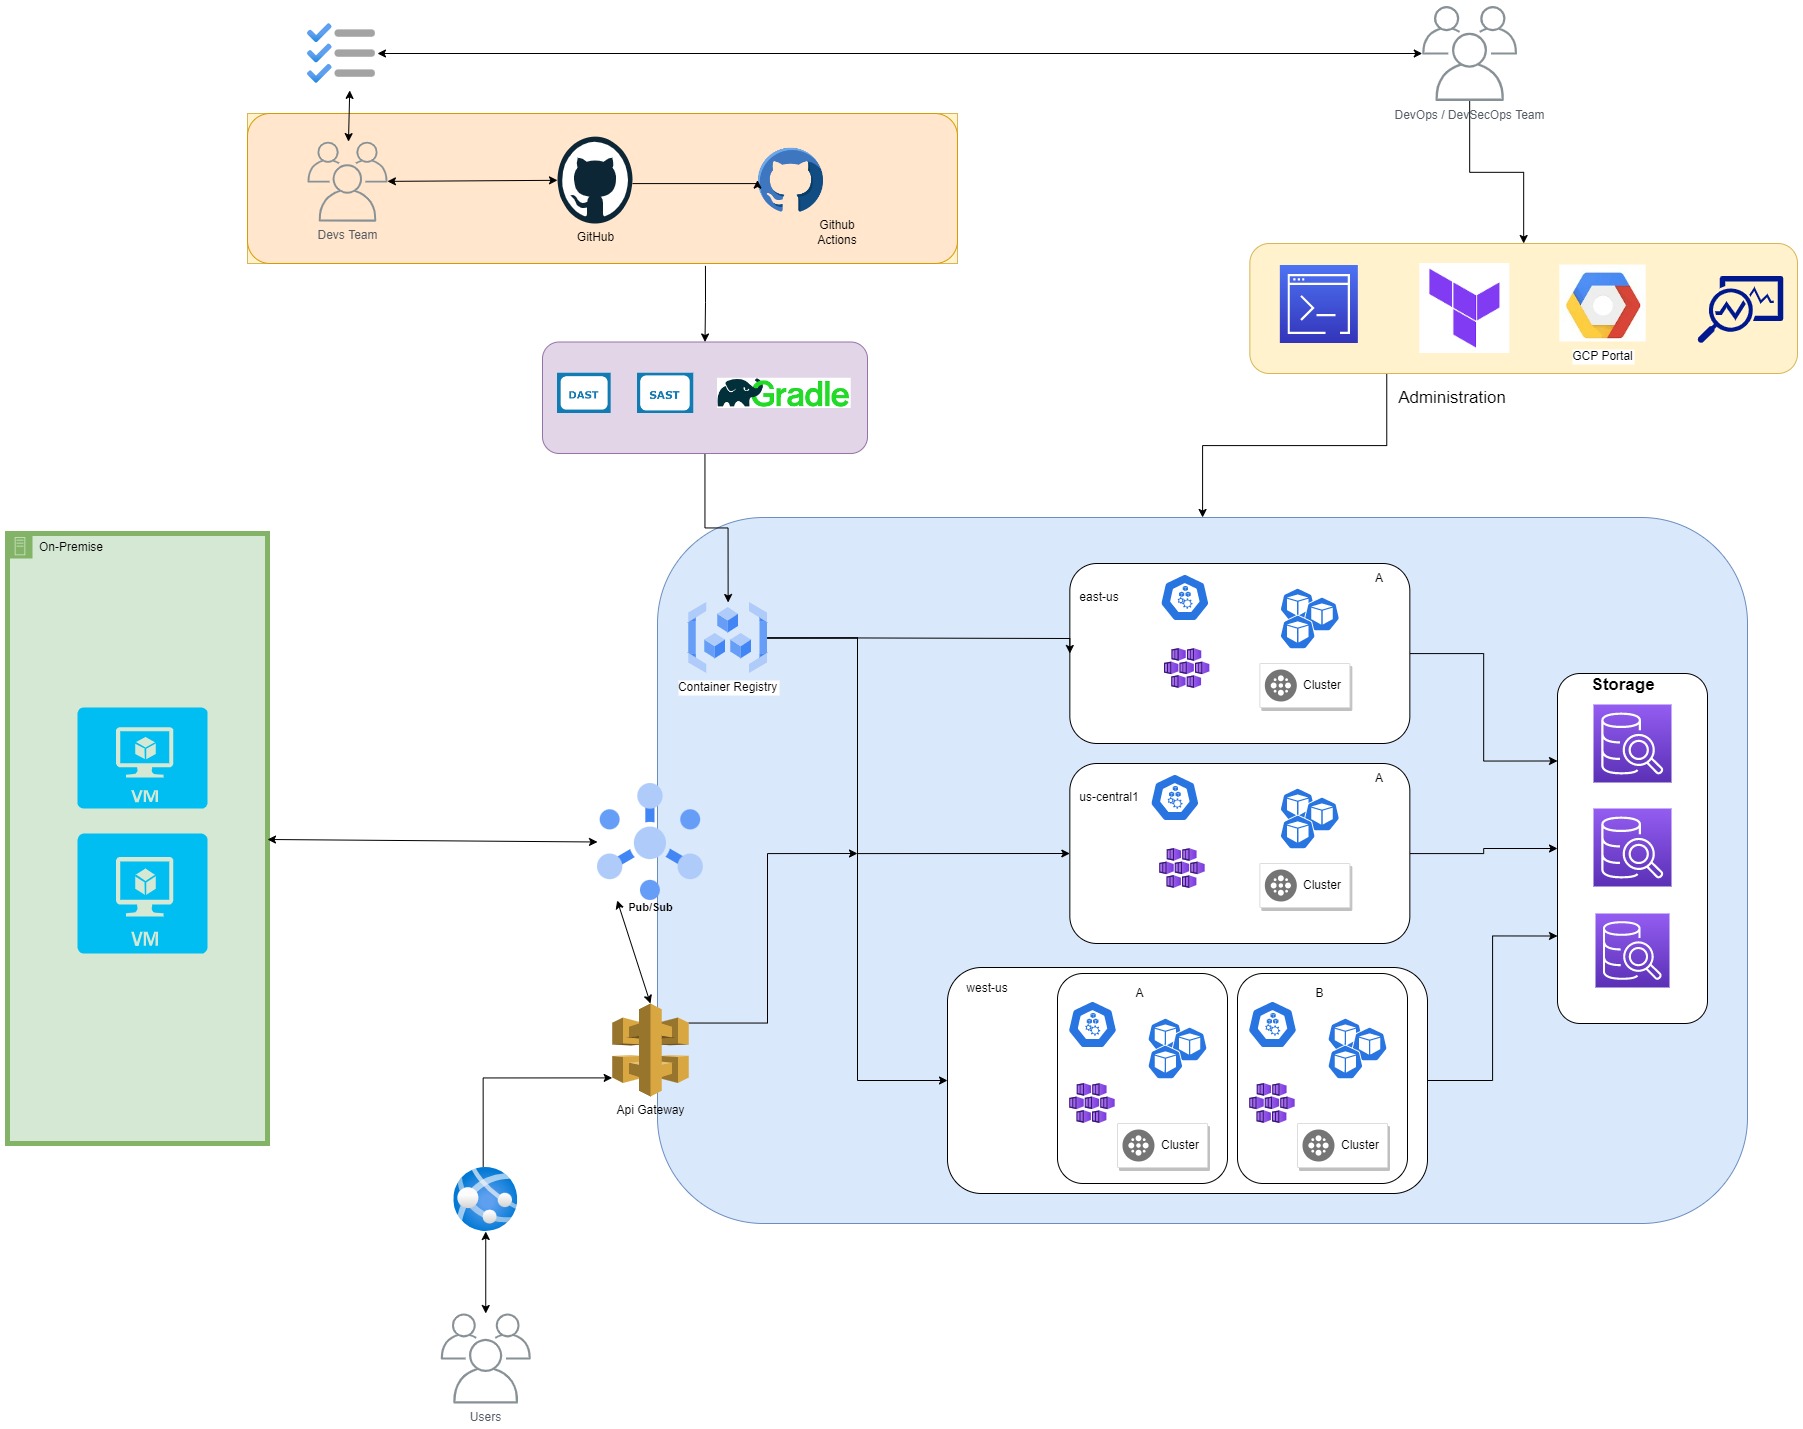 DevOps / DevSecOps Team
Devs Team
GitHub
Github
Actions
GCP Portal
Administration
DAST
SAST
Gradle
On-Premise
VM
VM
Container Registry
east-us
A
Cluster
Storage
us-central1
A
Cluster
Pub/Sub
west-us
A
B
Cluster
Cluster
Api Gateway
Users